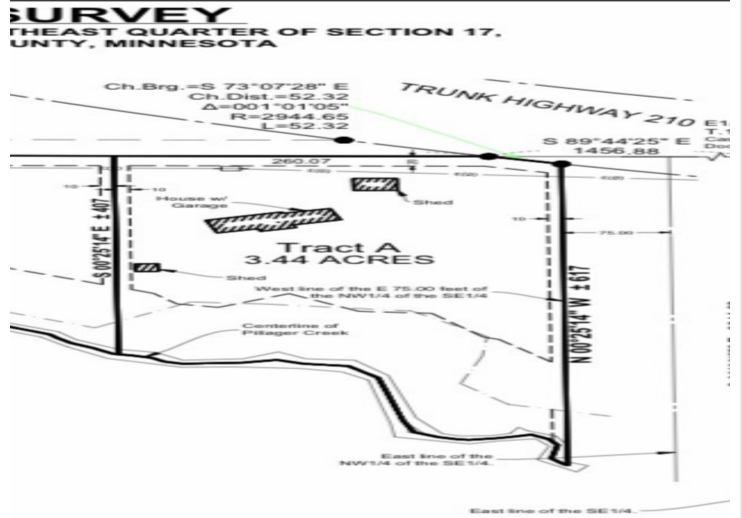 SURVEY
THEAST QUARTER OF SECTION 17,
UNTY, MINNESOTA
Ch.Brg.=S 73°07'28" E
Ch.Dist.=52.32
Δ=001°01'05"
R=2944.65
L=52.32
TRUNK HIGHWAY 210
S 89°44'25" E
1456.88
E1
T.1
Ca
Doc
260.07
10
10
House w/
Garage
Shed
10
75.00
S 00°25'14" E ±407
Tract A
3.44 ACRES
Shed
West line of the E 75.00 feet of
the NW1/4 of the SE1/4
N 00°25'14" W ±617
Centerline of
Pillager Creek
East line of the
NW1/4 of the SE1/4.
East line of the SE1/4.